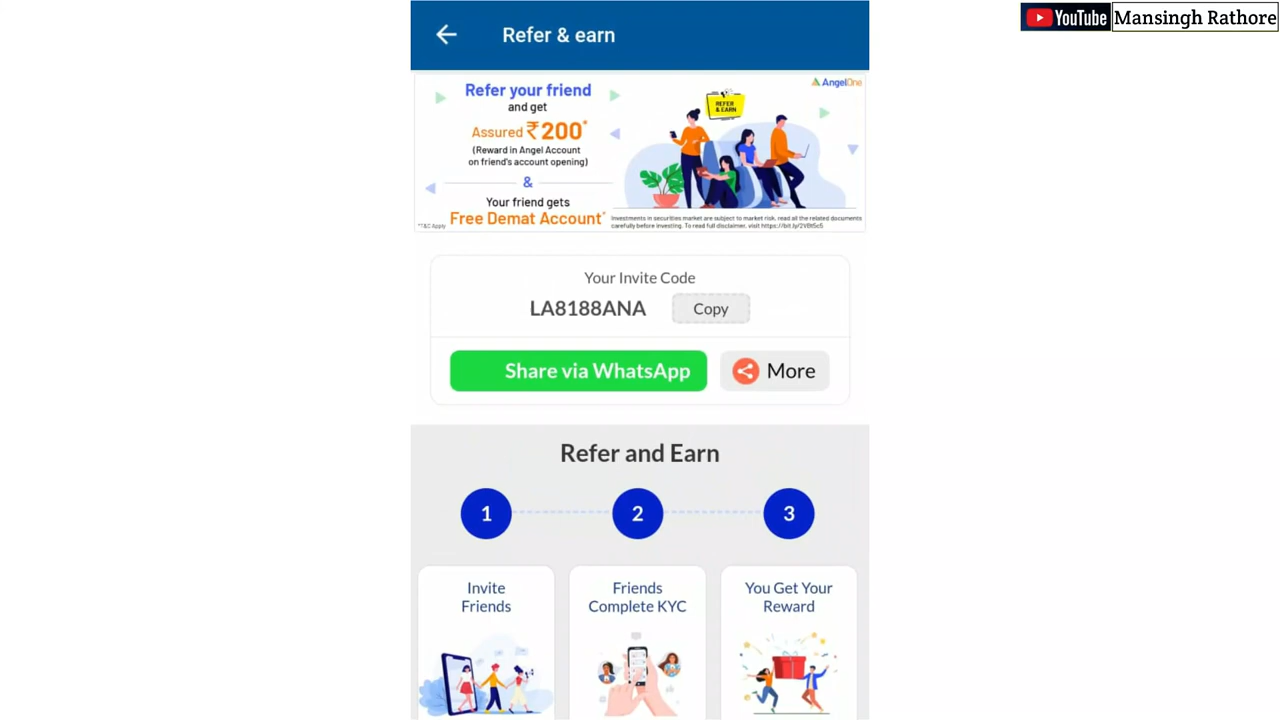 YouTube Mansingh Rathore
Refer & earn
AngelOne
Refer your friend
and get
Assured ₹200*
(Reward in Angel Account
on friend's account opening)
&
Your friend gets
Free Demat Account*
*T&C Apply
REFER
& EARN
Investments in securities market are subject to market risk, read all the related documents
carefully before investing. To read full disclaimer, visit
Your Invite Code
LA8188ANA Copy
Share via WhatsApp More
Refer and Earn
1 2 3
Invite
Friends
Friends
Complete KYC
You Get Your
Reward